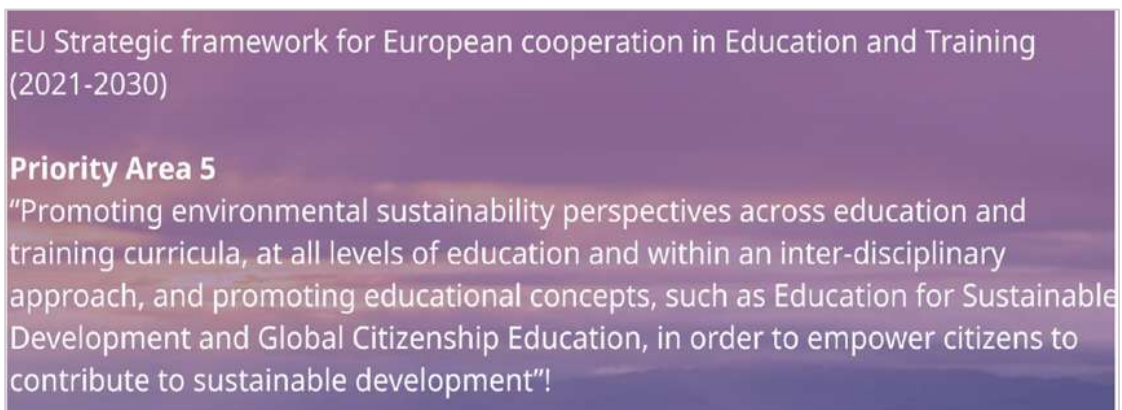 EU Strategic framework for European cooperation in Education and Training
(2021-2030)
Priority Area 5
“Promoting environmental sustainability perspectives across education and
training curricula, at all levels of education and within an inter-disciplinary
approach, and promoting educational concepts, such as Education for Sustainable
Development and Global Citizenship Education, in order to empower citizens to
contribute to sustainable development”!